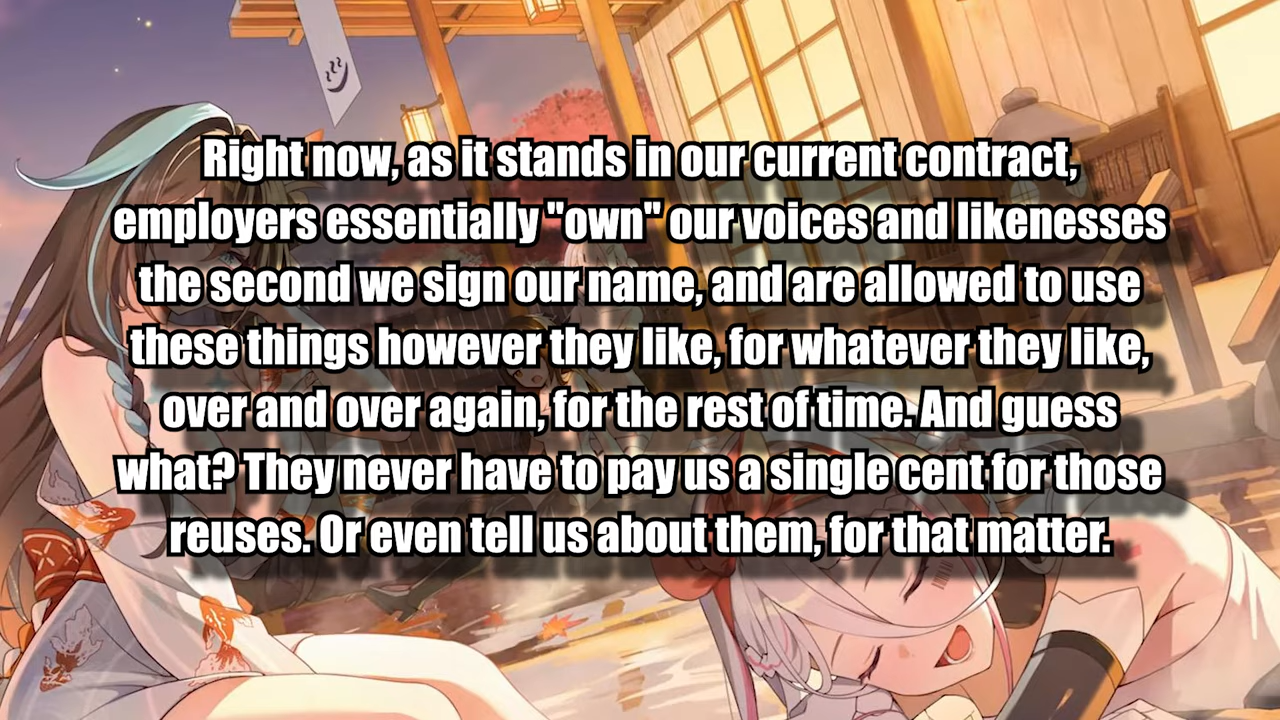 Right now, as it stands in our current contract,
employers essentially "own" our voices and likenesses
the second we sign our name, and are allowed to use
these things however they like, for whatever they like,
over and over again, for the rest of time. And guess
what? They never have to pay us a single cent for those
reuses. Or even tell us about them, for that matter.